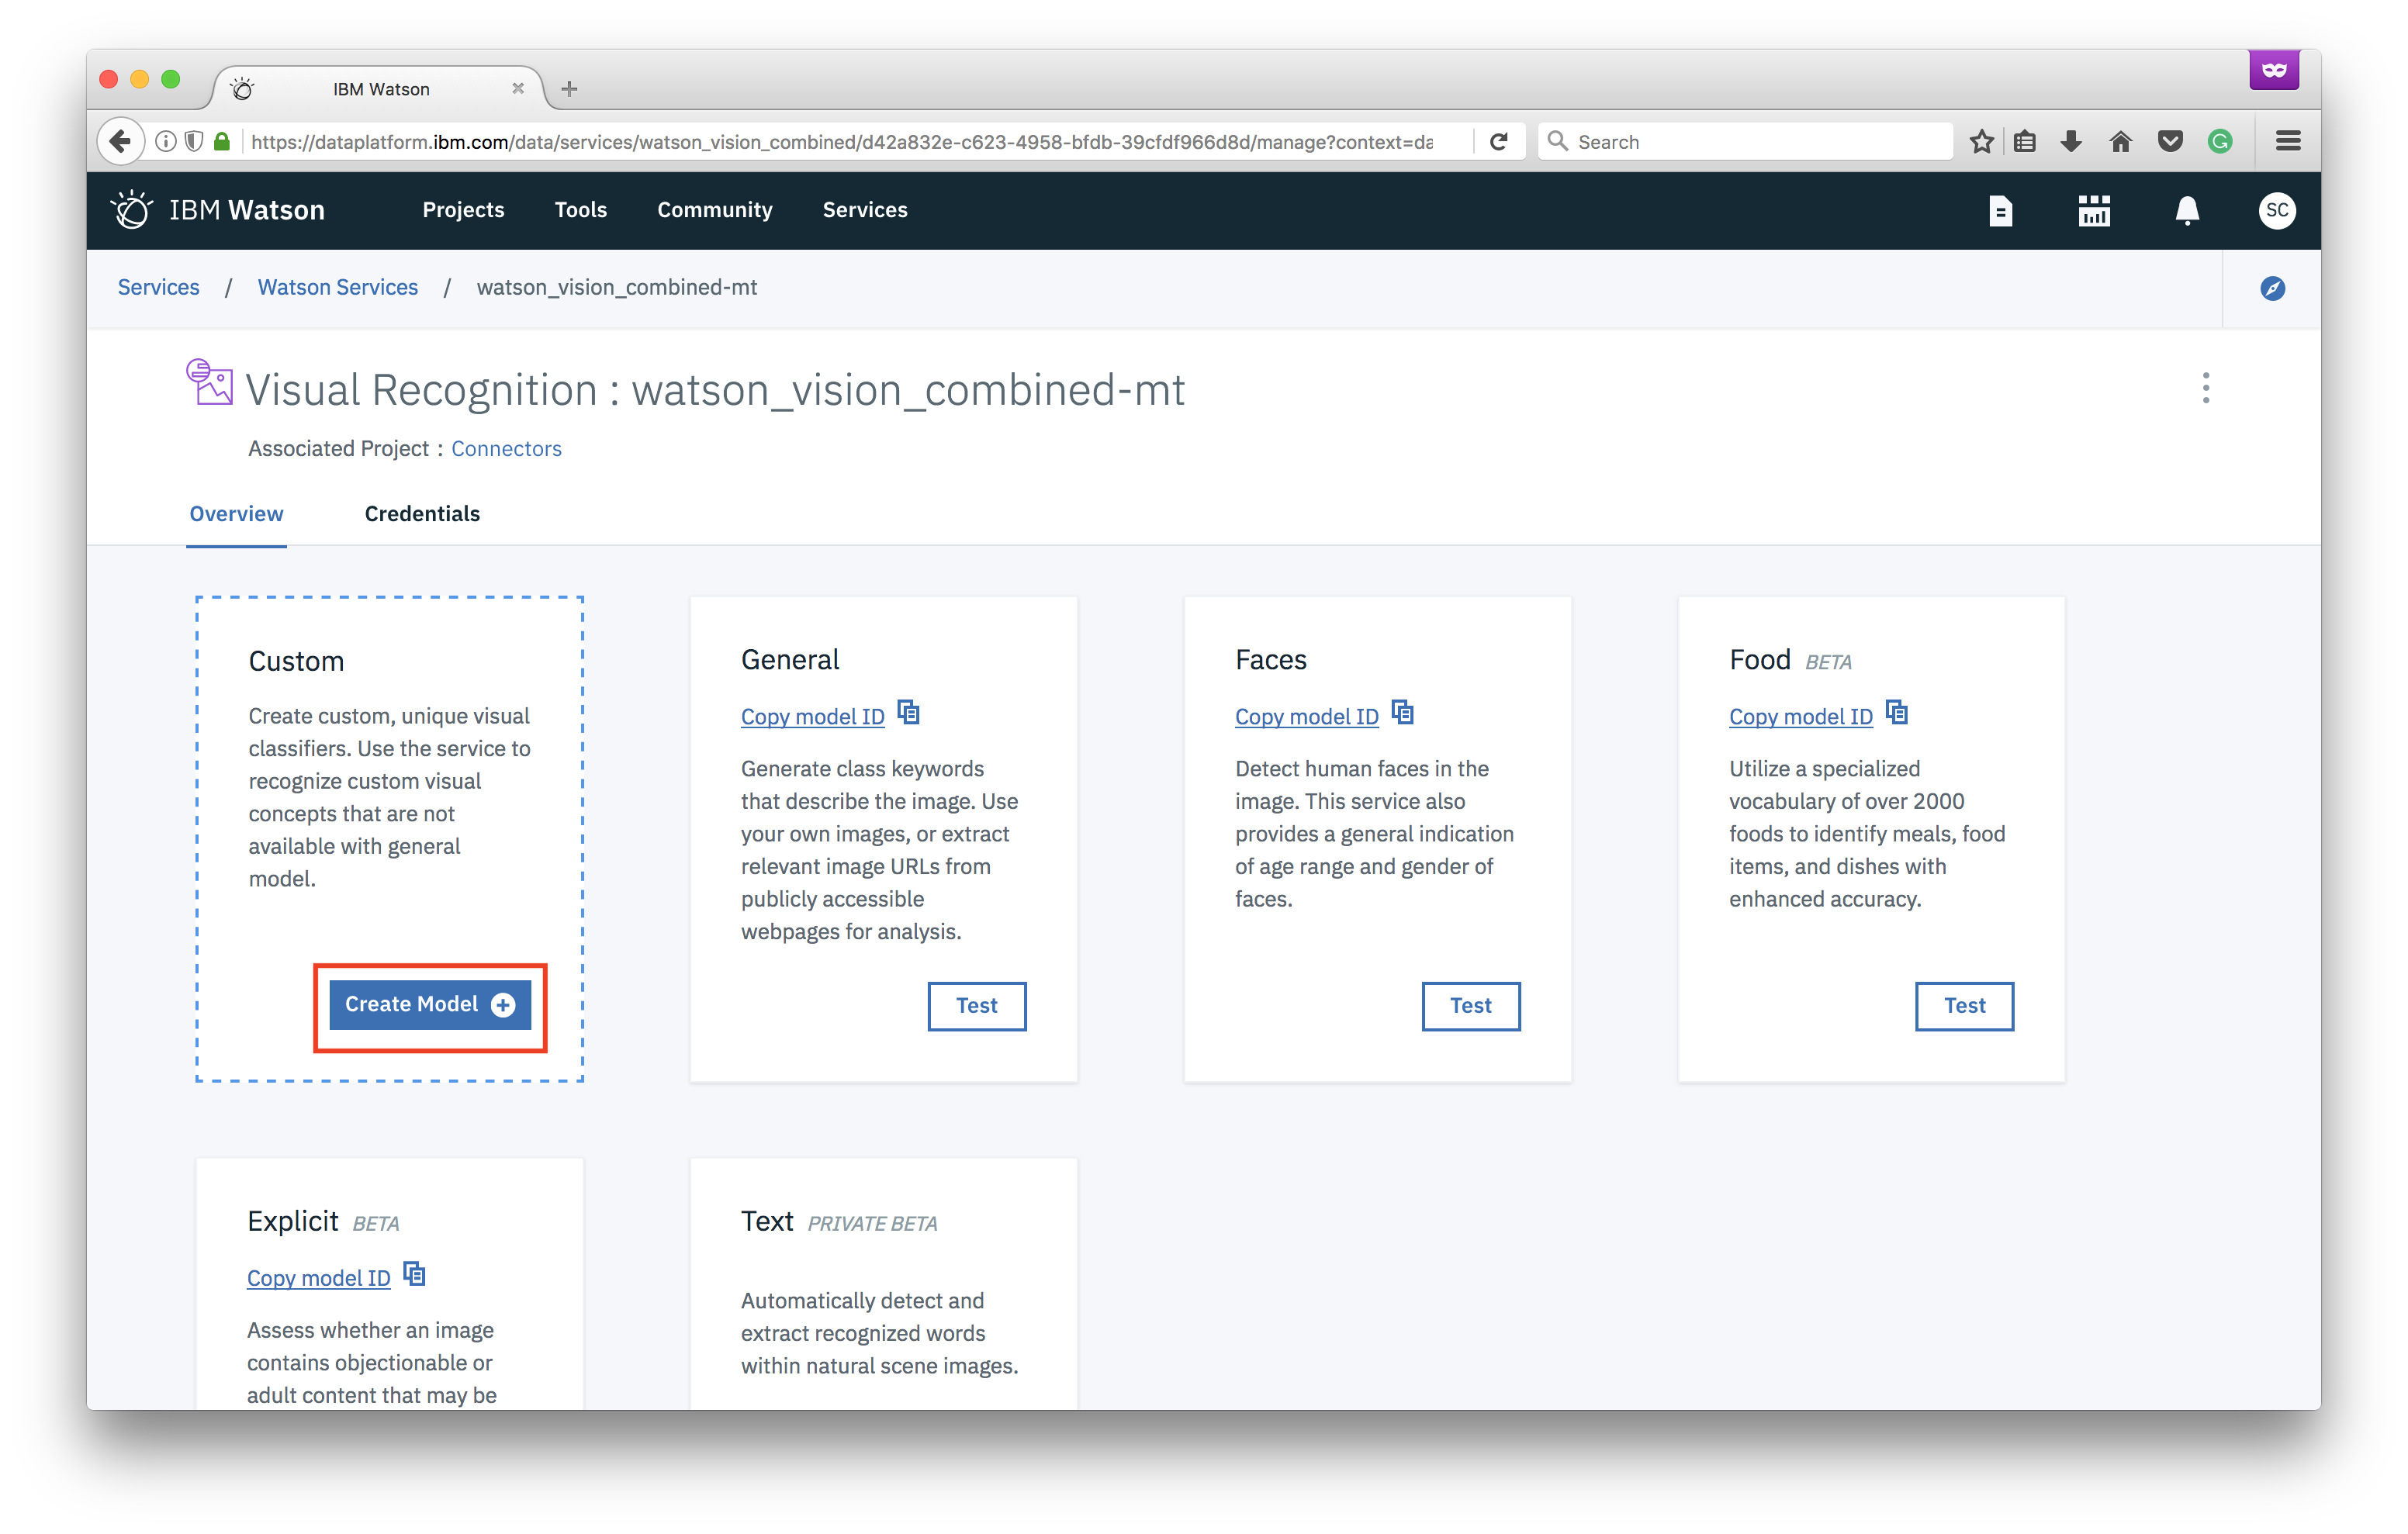 IBM Watson
https://dataplatform.ibm.com/data/services/watson_vision_combined/d42a832e-c623-4958-bfdb-39cfdf966d8d/manage?context=da
Search
IBM Watson
Projects
Tools
Community
Services
SC
Services / Watson Services / watson_vision_combined-mt
Visual Recognition : watson_vision_combined-mt
Associated Project : Connectors
Overview
Credentials
Custom
Create custom, unique visual
classifiers. Use the service to
recognize custom visual
concepts that are not
available with general
model.
Create Model
General
Copy model ID
Generate class keywords
that describe the image. Use
your own images, or extract
relevant image URLs from
publicly accessible
webpages for analysis.
Test
Faces
Copy model ID
Detect human faces in the
image. This service also
provides a general indication
of age range and gender of
faces.
Test
Food BETA
Copy model ID
Utilize a specialized
vocabulary of over 2000
foods to identify meals, food
items, and dishes with
enhanced accuracy.
Test
Explicit BETA
Copy model ID
Assess whether an image
contains objectionable or
adult content that may be
Text PRIVATE BETA
Automatically detect and
extract recognized words
within natural scene images.